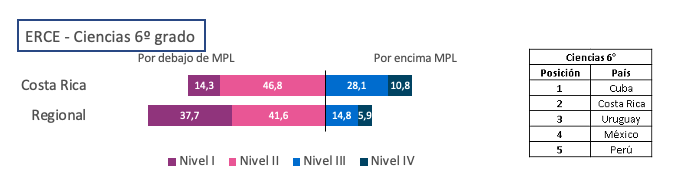 ERCE - Ciencias 6º grado
Por debajo de MPL
Por encima MPL
Costa Rica
14,3
46,8
28,1
10,8
Regional
37,7
41,6
14,8
5,9
Nivel I
Nivel II
Nivel III
Nivel IV
Ciencias 6°
Posición País
1 Cuba
2 Costa Rica
3 Uruguay
4 México
5 Perú